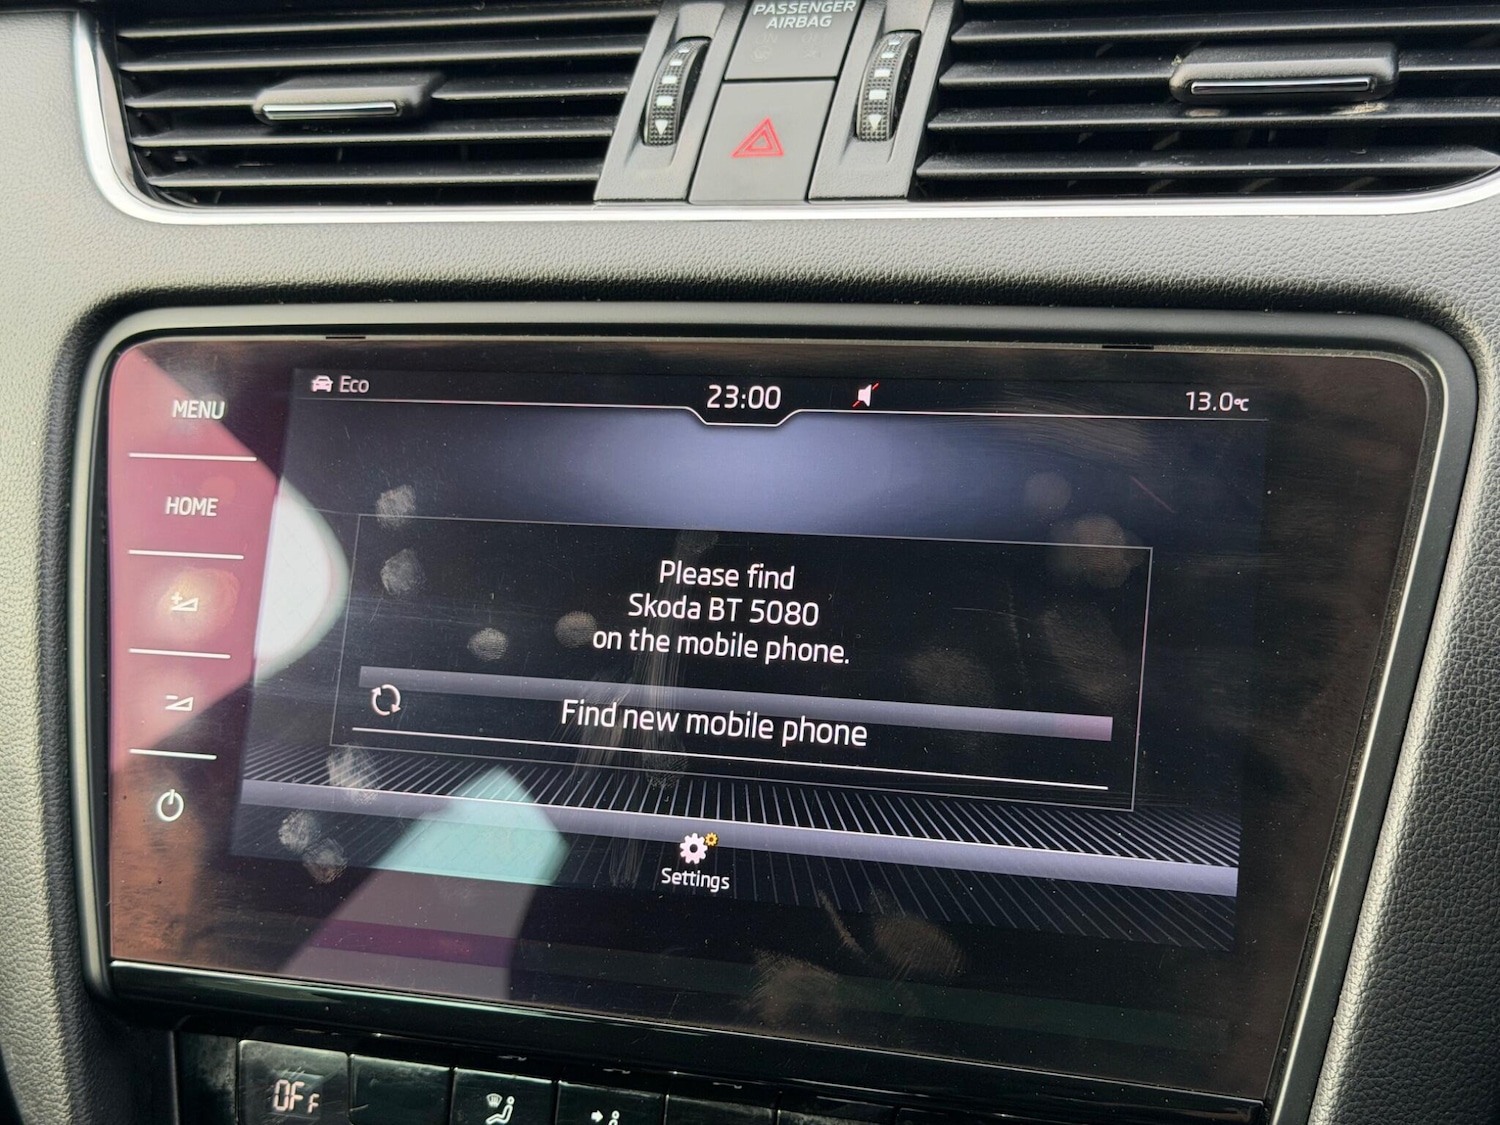 PASSENGER
AIRBAG
Eco
23:00
13.0°C
MENU
HOME
Please find
Skoda BT 5080
on the mobile phone.
Find new mobile phone
Settings
OFF